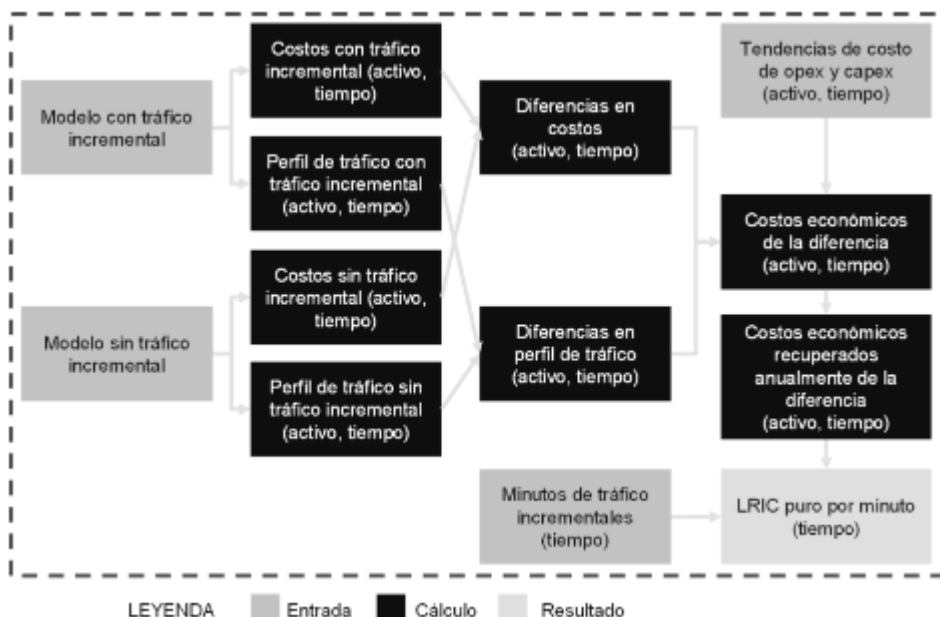 Modelo con tráfico
incremental
Modelo sin tráfico
incremental
Costos con tráfico
incremental (activo,
tiempo)
Perfil de tráfico con
tráfico incremental
(activo, tiempo)
Costos sin tráfico
incremental (activo,
tiempo)
Perfil de tráfico sin
tráfico incremental
(activo, tiempo)
Diferencias en
costos
(activo, tiempo)
Diferencias en
perfil de tráfico
(activo, tiempo)
Minutos de tráfico
incrementales
(tiempo)
Tendencias de costo
de opex y capex
(activo, tiempo)
Costos económicos
de la diferencia
(activo, tiempo)
Costos económicos
recuperados
anualmente de la
diferencia
(activo, tiempo)
LRIC puro por minuto
(tiempo)
LEYENDA Entrada Cálculo Resultado